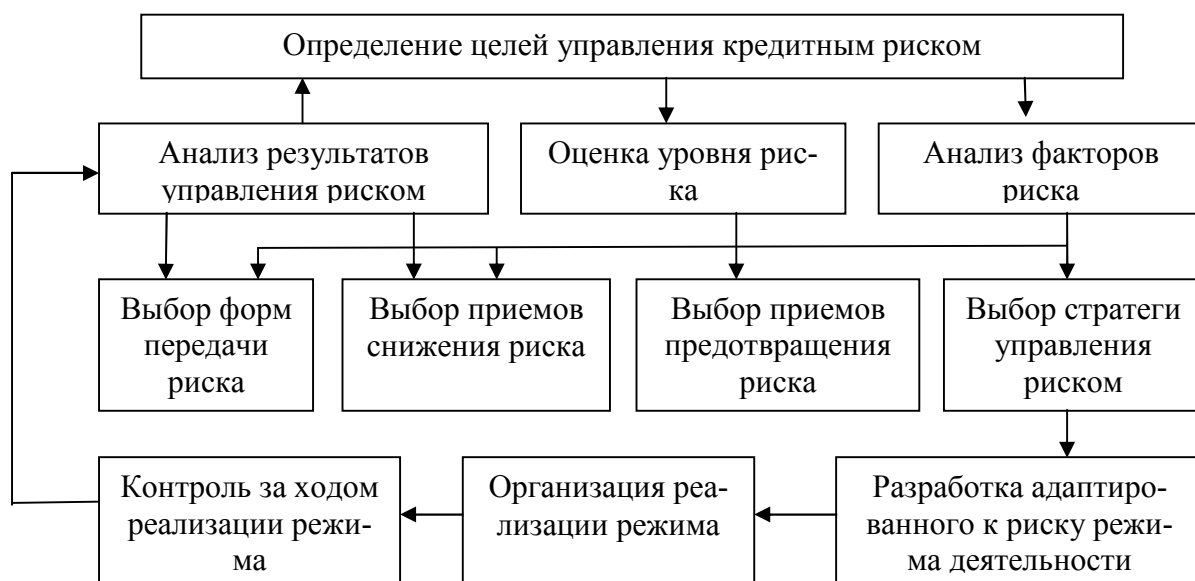 Определение целей управления кредитным риском
Анализ результатов
управления риском
Оценка уровня рис-
ка
Анализ факторов
риска
Выбор форм
передачи
риска
Выбор приемов
снижения риска
Выбор приемов
предотвращения
риска
Выбор стратеги
управления
риском
Контроль за ходом
реализации режи-
ма
Организация реа-
лизации режима
Разработка адаптиро-
ванного к риску режи-
ма деятельности